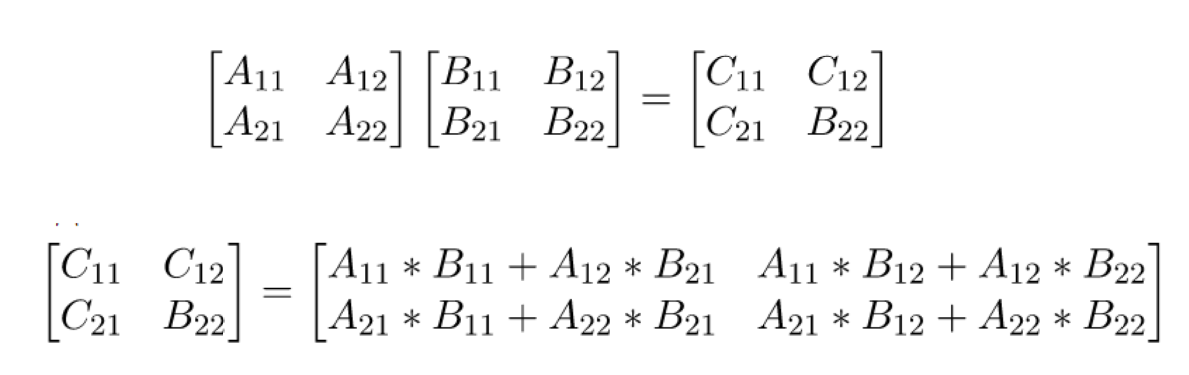 [A₁₁ A₁₂] [B₁₁ B₁₂] = [C₁₁ C₁₂]
[A₂₁ A₂₂] [B₂₁ B₂₂] = [C₂₁ B₂₂]
[C₁₁ C₁₂] = [A₁₁ * B₁₁ + A₁₂ * B₂₁ A₁₁ * B₁₂ + A₁₂ * B₂₂]
[C₂₁ B₂₂] = [A₂₁ * B₁₁ + A₂₂ * B₂₁ A₂₁ * B₁₂ + A₂₂ * B₂₂]